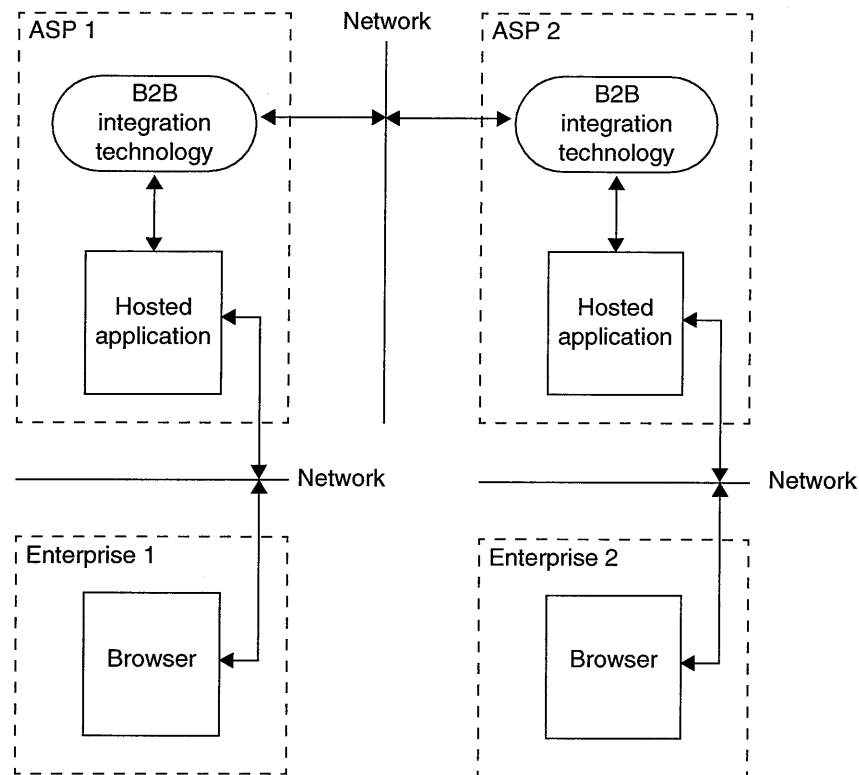 ASP 1
Network
ASP 2
B2B
integration
technology
B2B
integration
technology
Hosted
application
Hosted
application
Network
Network
Enterprise 1
Enterprise 2
Browser
Browser